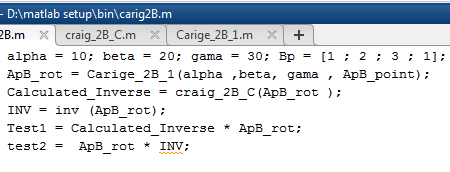 - D:\matlab setup\bin\carig2B.m
2B.m × craig_2B_C.m × Carige_2B_1.m × +
alpha = 10; beta = 20; gama = 30; Bp = [1 ; 2 ; 3 ; 1];
ApB_rot = Carige_2B_1(alpha ,beta, gama , ApB_point);
Calculated_Inverse = craig_2B_C(ApB_rot );
INV = inv (ApB_rot);
Test1 = Calculated_Inverse * ApB_rot;
test2 =  ApB_rot * INV;